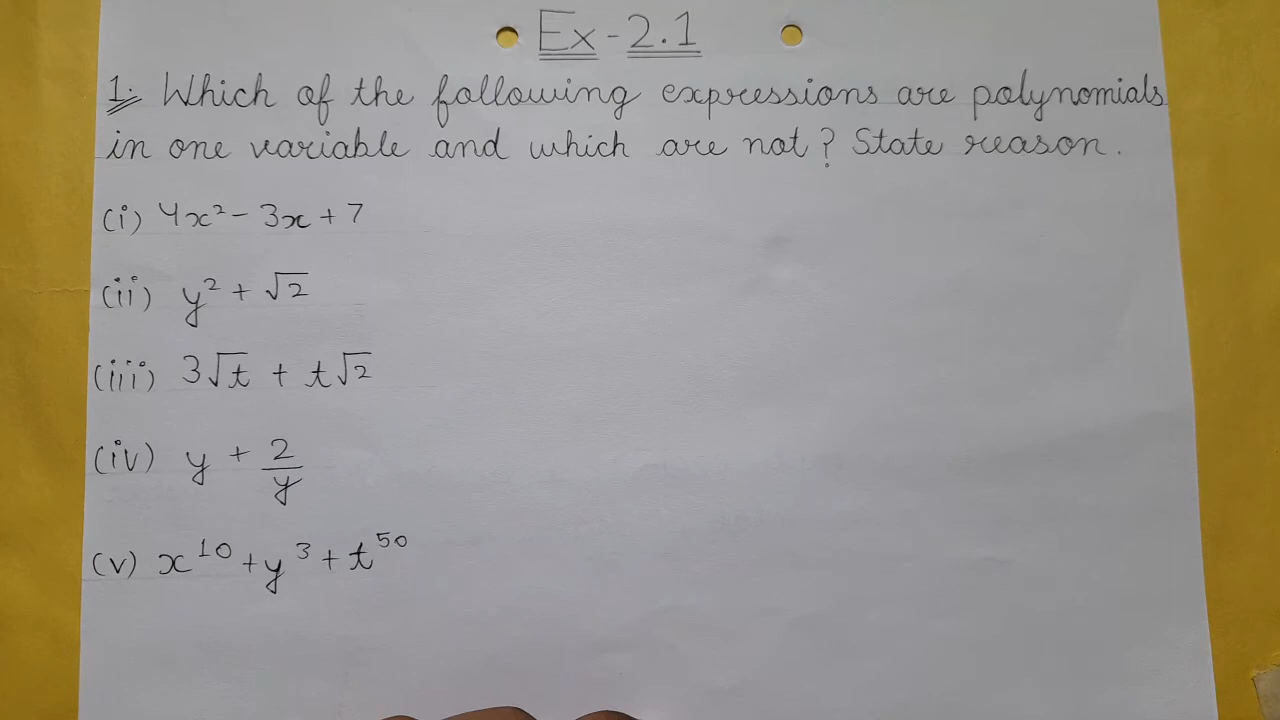 Ex-2.1
1. Which of the following expressions are polynomials
in one variable and which are not? State reason.
(i) 4x² - 3x + 7
(ii) y² + √2
(iii) 3√t + t√2
(iv) y + 2/y
(v) x¹⁰ + y³ + t⁵⁰